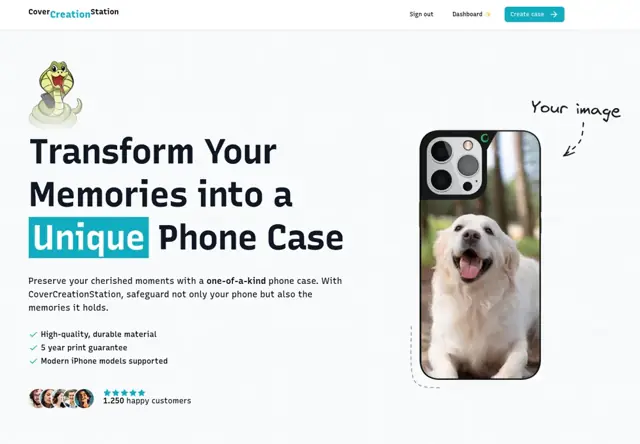 CoverCreationStation
Sign out
Dashboard
Create case
Your image
Transform Your
Memories into a
Unique Phone Case
Preserve your cherished moments with a one-of-a-kind phone case. With
CoverCreationStation, safeguard not only your phone but also the
memories it holds.
High-quality, durable material
5 year print guarantee
Modern iPhone models supported
1.250 happy customers